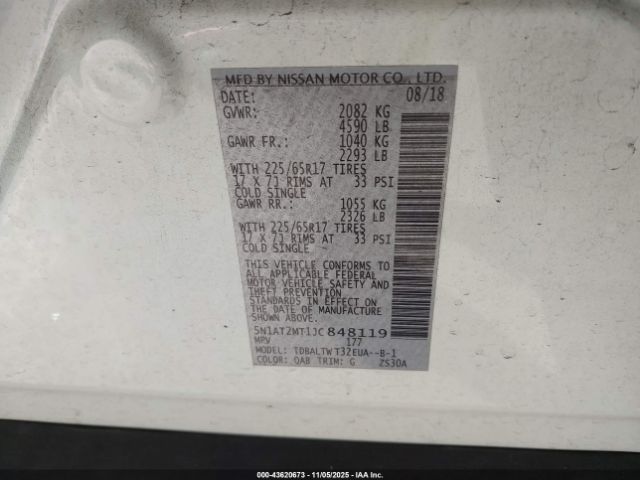 MFD BY NISSAN MOTOR CO., LTD.
DATE: 08/18
GVWR: 2082 KG
4590 LB
GAWR FR.: 1040 KG
2293 LB
WITH 225/65R17 TIRES
17 X 7J RIMS AT 33 PSI
COLD SINGLE
GAWR RR.: 1055 KG
2326 LB
WITH 225/65R17 TIRES
17 X 7J RIMS AT 33 PSI
COLD SINGLE
THIS VEHICLE CONFORMS TO
ALL APPLICABLE FEDERAL
MOTOR VEHICLE SAFETY AND
THEFT PREVENTION
STANDARDS IN EFFECT ON
THE DATE OF MANUFACTURE
SHOWN ABOVE.
5N1AT2MT1JC848119
MPV 177
MODEL: TDBALTWT32EUA--B-1
COLOR: QAB TRIM: G ZS30A
000-43620673 - 11/05/2025 - IAA Inc.